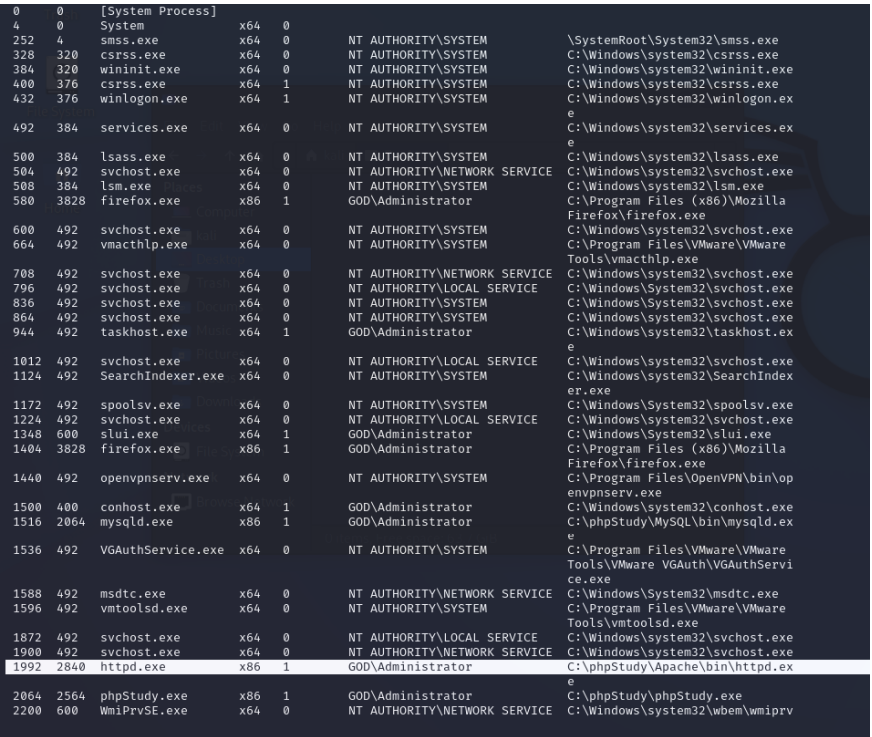 0 0 [System Process]
4 0 System x64 0
252 4 smss.exe x64 0 NT AUTHORITY\SYSTEM \SystemRoot\System32\smss.exe
328 320 csrss.exe x64 0 NT AUTHORITY\SYSTEM C:\Windows\system32\csrss.exe
384 320 wininit.exe x64 0 NT AUTHORITY\SYSTEM C:\Windows\system32\wininit.exe
400 376 csrss.exe x64 1 NT AUTHORITY\SYSTEM C:\Windows\system32\csrss.exe
432 376 winlogon.exe x64 1 NT AUTHORITY\SYSTEM C:\Windows\system32\winlogon.ex
e
492 384 services.exe x64 0 NT AUTHORITY\SYSTEM C:\Windows\system32\services.ex
e
500 384 lsass.exe x64 0 NT AUTHORITY\SYSTEM C:\Windows\system32\lsass.exe
504 492 svchost.exe x64 0 NT AUTHORITY\NETWORK SERVICE C:\Windows\system32\svchost.exe
508 384 lsm.exe x64 0 NT AUTHORITY\SYSTEM C:\Windows\system32\lsm.exe
580 3828 firefox.exe x86 1 GOD\Administrator C:\Program Files (x86)\Mozilla
Firefox\firefox.exe
600 492 svchost.exe x64 0 NT AUTHORITY\SYSTEM C:\Windows\system32\svchost.exe
664 492 vmacthlp.exe x64 0 NT AUTHORITY\SYSTEM C:\Program Files\VMware\VMware
Tools\vmacthlp.exe
708 492 svchost.exe x64 0 NT AUTHORITY\NETWORK SERVICE C:\Windows\system32\svchost.exe
796 492 svchost.exe x64 0 NT AUTHORITY\LOCAL SERVICE C:\Windows\System32\svchost.exe
836 492 svchost.exe x64 0 NT AUTHORITY\SYSTEM C:\Windows\System32\svchost.exe
864 492 svchost.exe x64 0 NT AUTHORITY\SYSTEM C:\Windows\system32\svchost.exe
944 492 taskhost.exe x64 1 GOD\Administrator C:\Windows\system32\taskhost.ex
e
1012 492 svchost.exe x64 0 NT AUTHORITY\LOCAL SERVICE C:\Windows\system32\svchost.exe
1124 492 SearchIndexer.exe x64 0 NT AUTHORITY\SYSTEM C:\Windows\system32\SearchIndex
er.exe
1172 492 spoolsv.exe x64 0 NT AUTHORITY\SYSTEM C:\Windows\System32\spoolsv.exe
1224 492 svchost.exe x64 0 NT AUTHORITY\LOCAL SERVICE C:\Windows\system32\svchost.exe
1348 600 slui.exe x64 1 GOD\Administrator C:\Windows\System32\slui.exe
1404 3828 firefox.exe x86 1 GOD\Administrator C:\Program Files (x86)\Mozilla
Firefox\firefox.exe
1440 492 openvpnserv.exe x64 0 NT AUTHORITY\SYSTEM C:\Program Files\OpenVPN\bin\op
envpnserv.exe
1500 400 conhost.exe x64 1 GOD\Administrator C:\Windows\system32\conhost.exe
1516 2064 mysqld.exe x86 1 GOD\Administrator C:\phpStudy\MySQL\bin\mysqld.ex
e
1536 492 VGAuthService.exe x64 0 NT AUTHORITY\SYSTEM C:\Program Files\VMware\VMware
Tools\VMware VGAuth\VGAuthServi
ce.exe
1588 492 msdtc.exe x64 0 NT AUTHORITY\NETWORK SERVICE C:\Windows\System32\msdtc.exe
1596 492 vmtoolsd.exe x64 0 NT AUTHORITY\SYSTEM C:\Program Files\VMware\VMware
Tools\vmtoolsd.exe
1872 492 svchost.exe x64 0 NT AUTHORITY\LOCAL SERVICE C:\Windows\system32\svchost.exe
1900 492 svchost.exe x64 0 NT AUTHORITY\NETWORK SERVICE C:\Windows\system32\svchost.exe
1992 2840 httpd.exe x86 1 GOD\Administrator C:\phpStudy\Apache\bin\httpd.ex
e
2064 2564 phpStudy.exe x86 1 GOD\Administrator C:\phpStudy\phpStudy.exe
2200 600 WmiPrvSE.exe x64 0 NT AUTHORITY\NETWORK SERVICE C:\Windows\system32\wbem\wmiprv